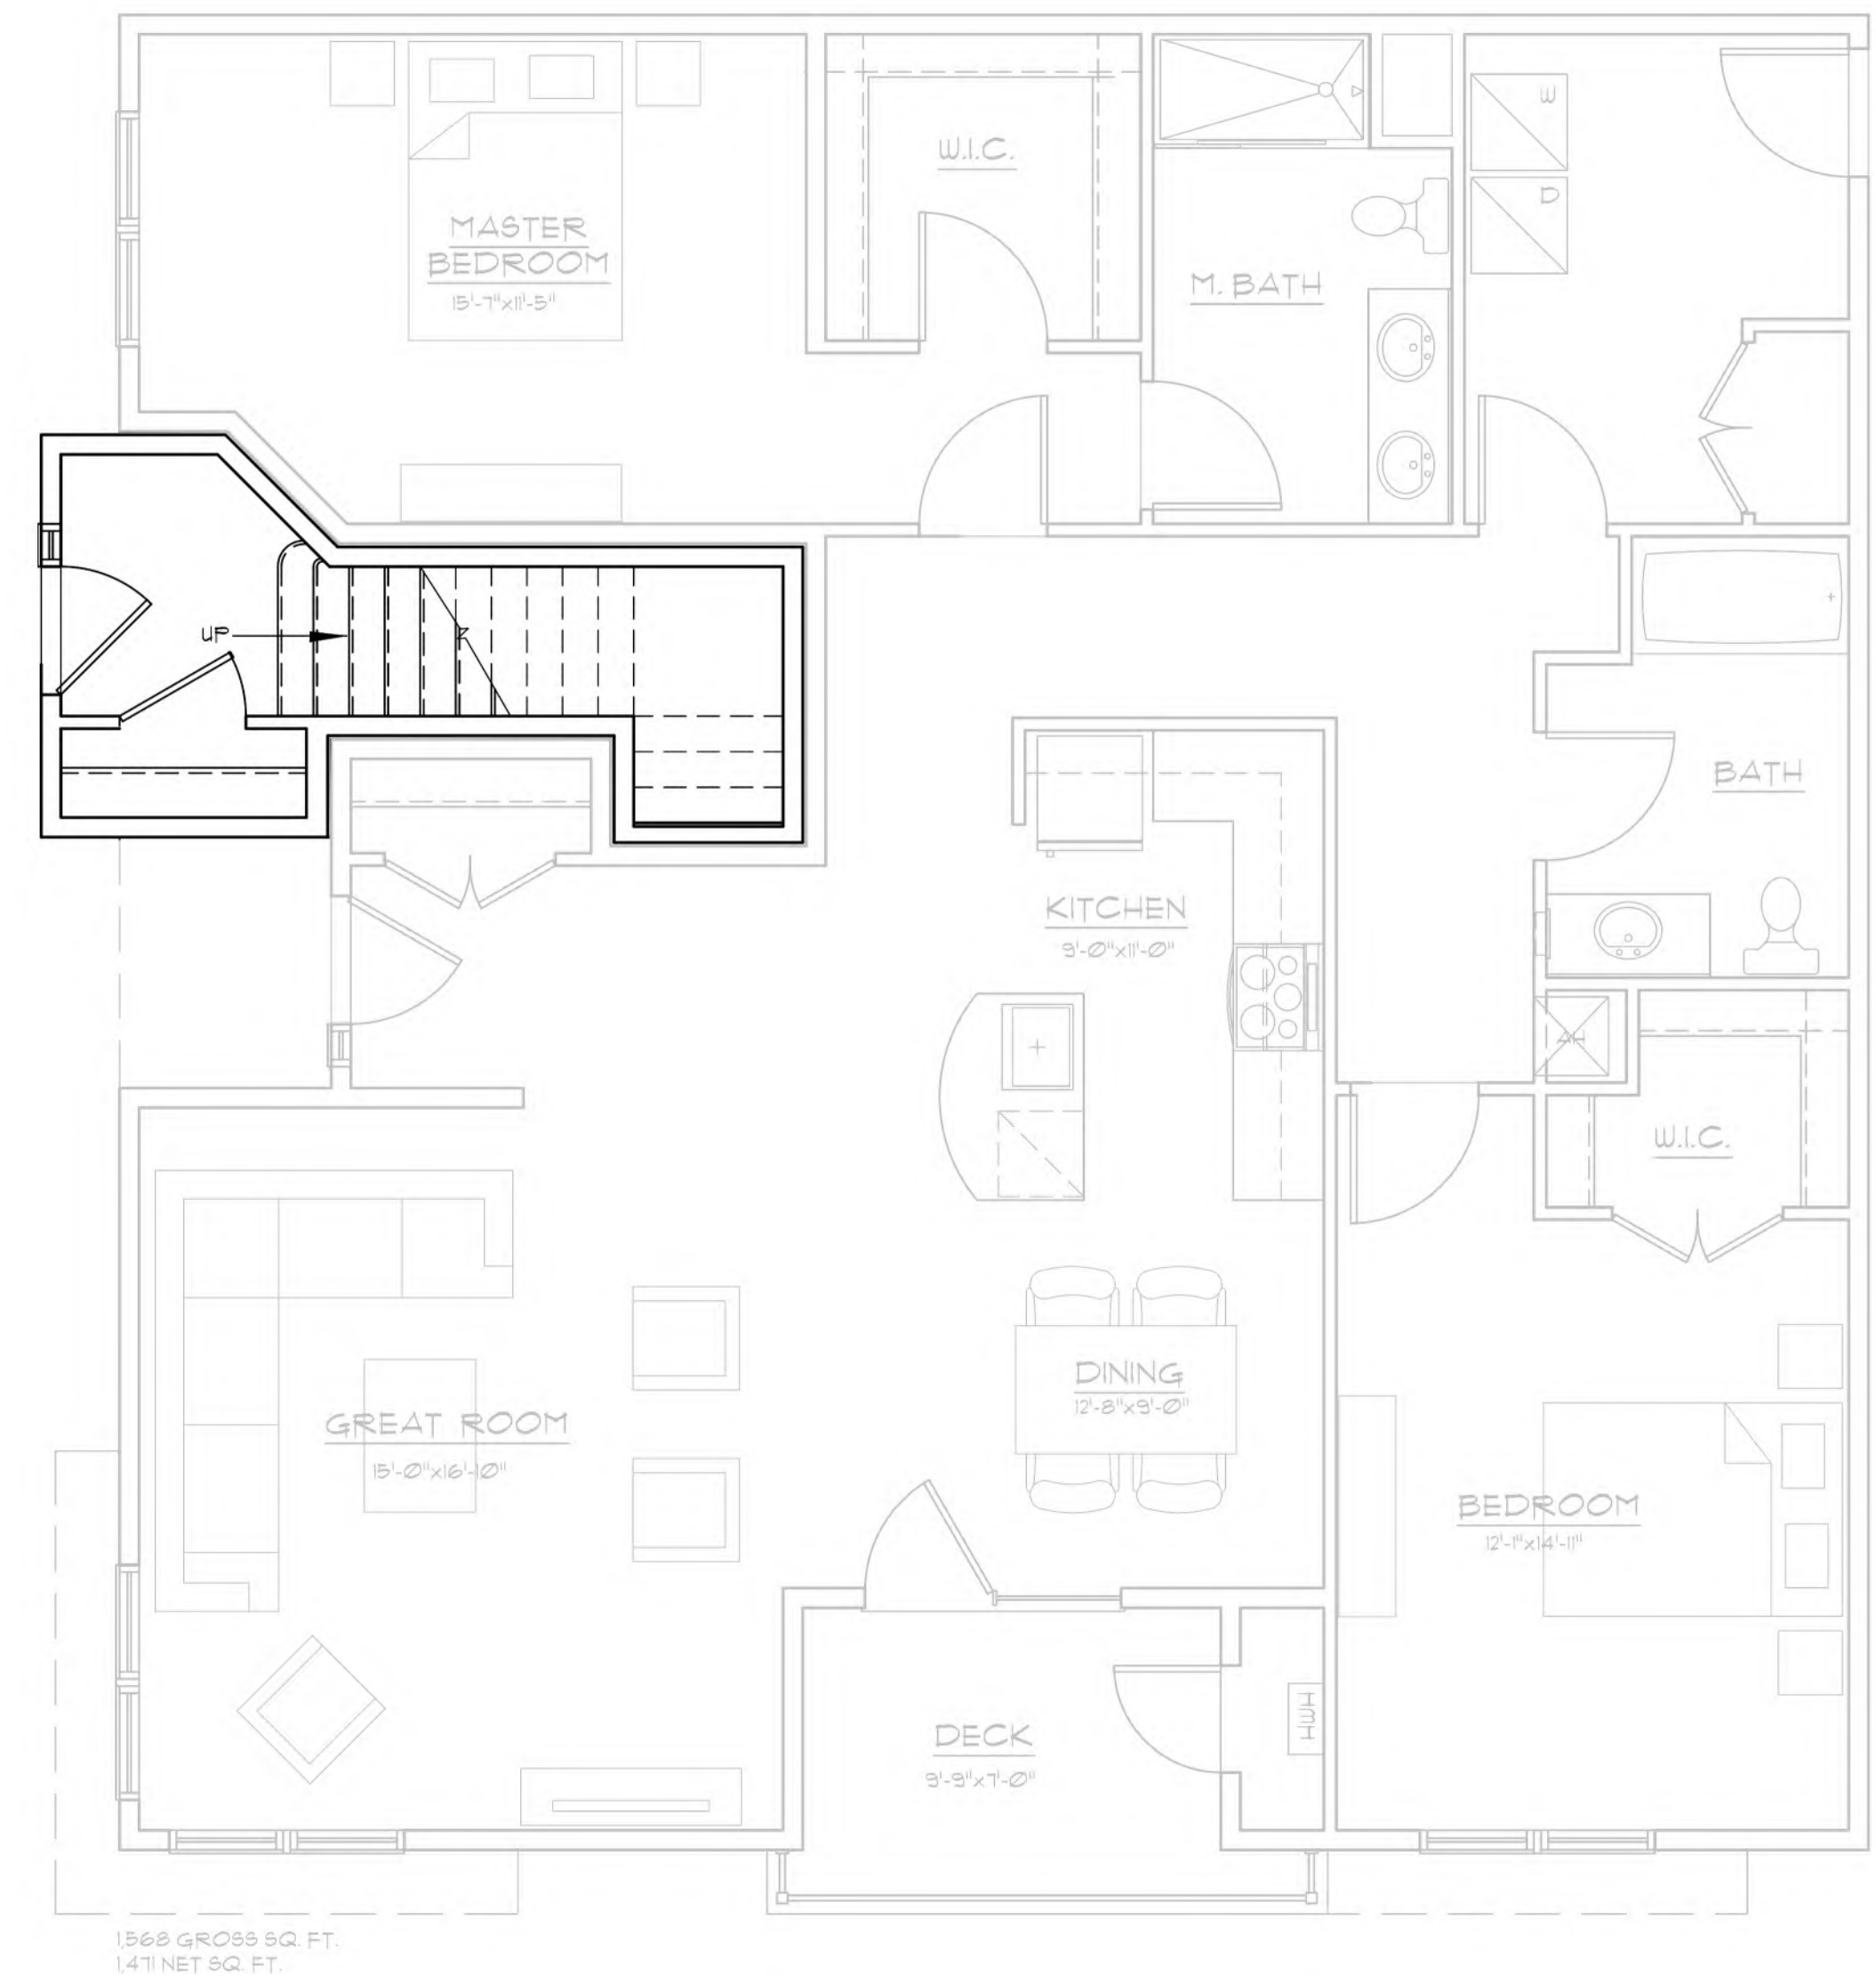 W.I.C.
W
D
MASTER
BEDROOM
15'-7"x11'-5"
M. BATH
UP
BATH
KITCHEN
9'-0"x11'-0"
AH
W.I.C.
DINING
12'-8"x9'-0"
GREAT ROOM
15'-0"x16'-10"
BEDROOM
12'-1"x14'-11"
HWH
DECK
9'-9"x7'-0"
1,568 GROSS SQ. FT.
1,471 NET SQ. FT.